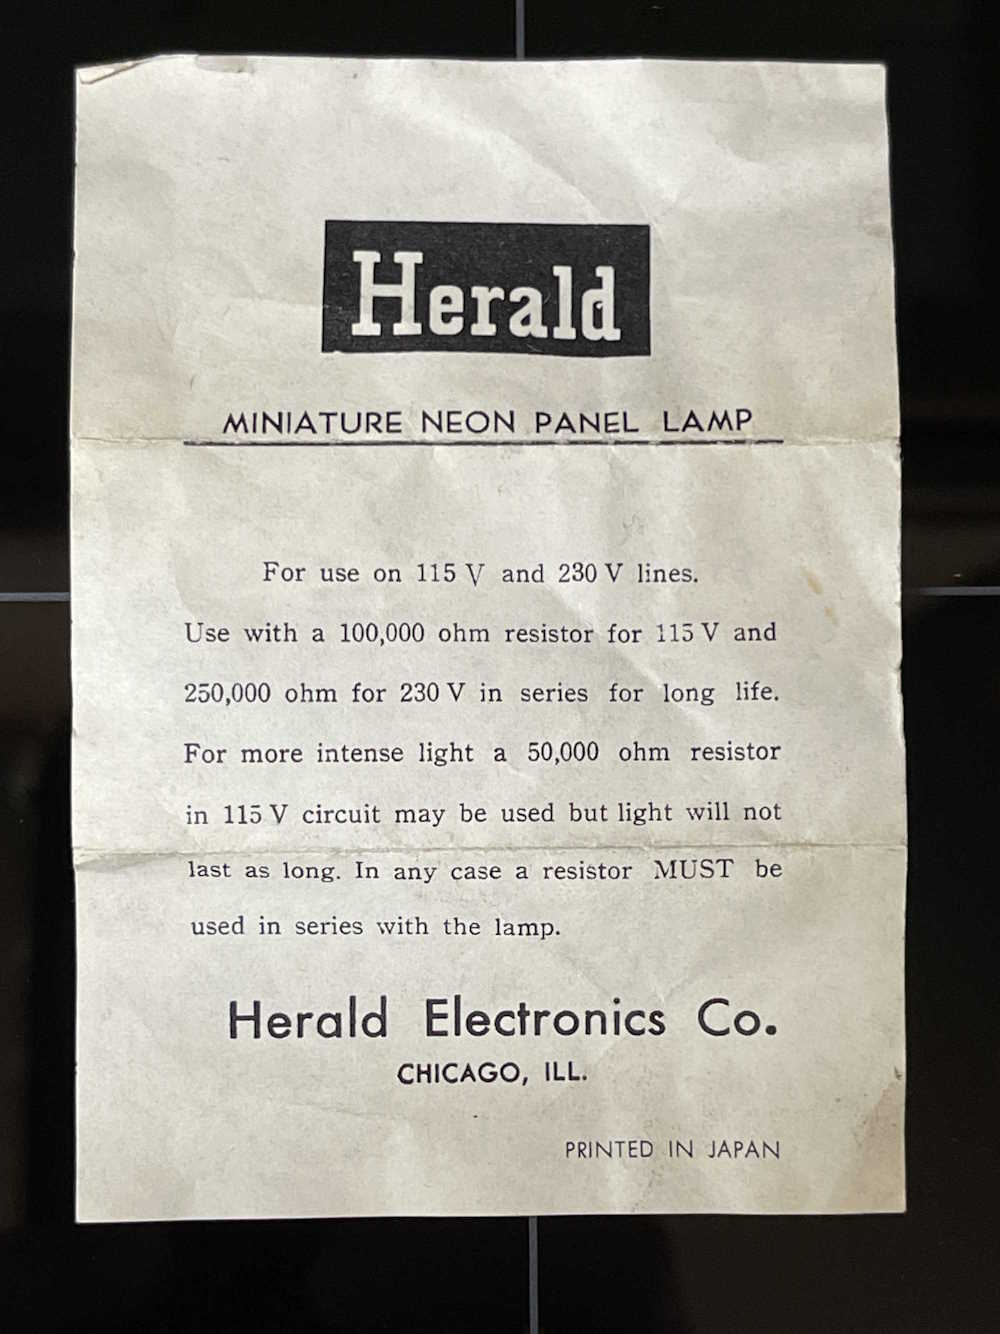 Herald
MINIATURE NEON PANEL LAMP
For use on 115 V and 230 V lines.
Use with a 100,000 ohm resistor for 115 V and
250,000 ohm for 230 V in series for long life.
For more intense light a 50,000 ohm resistor
in 115 V circuit may be used but light will not
last as long. In any case a resistor MUST be
used in series with the lamp.
Herald Electronics Co.
CHICAGO, ILL.
PRINTED IN JAPAN